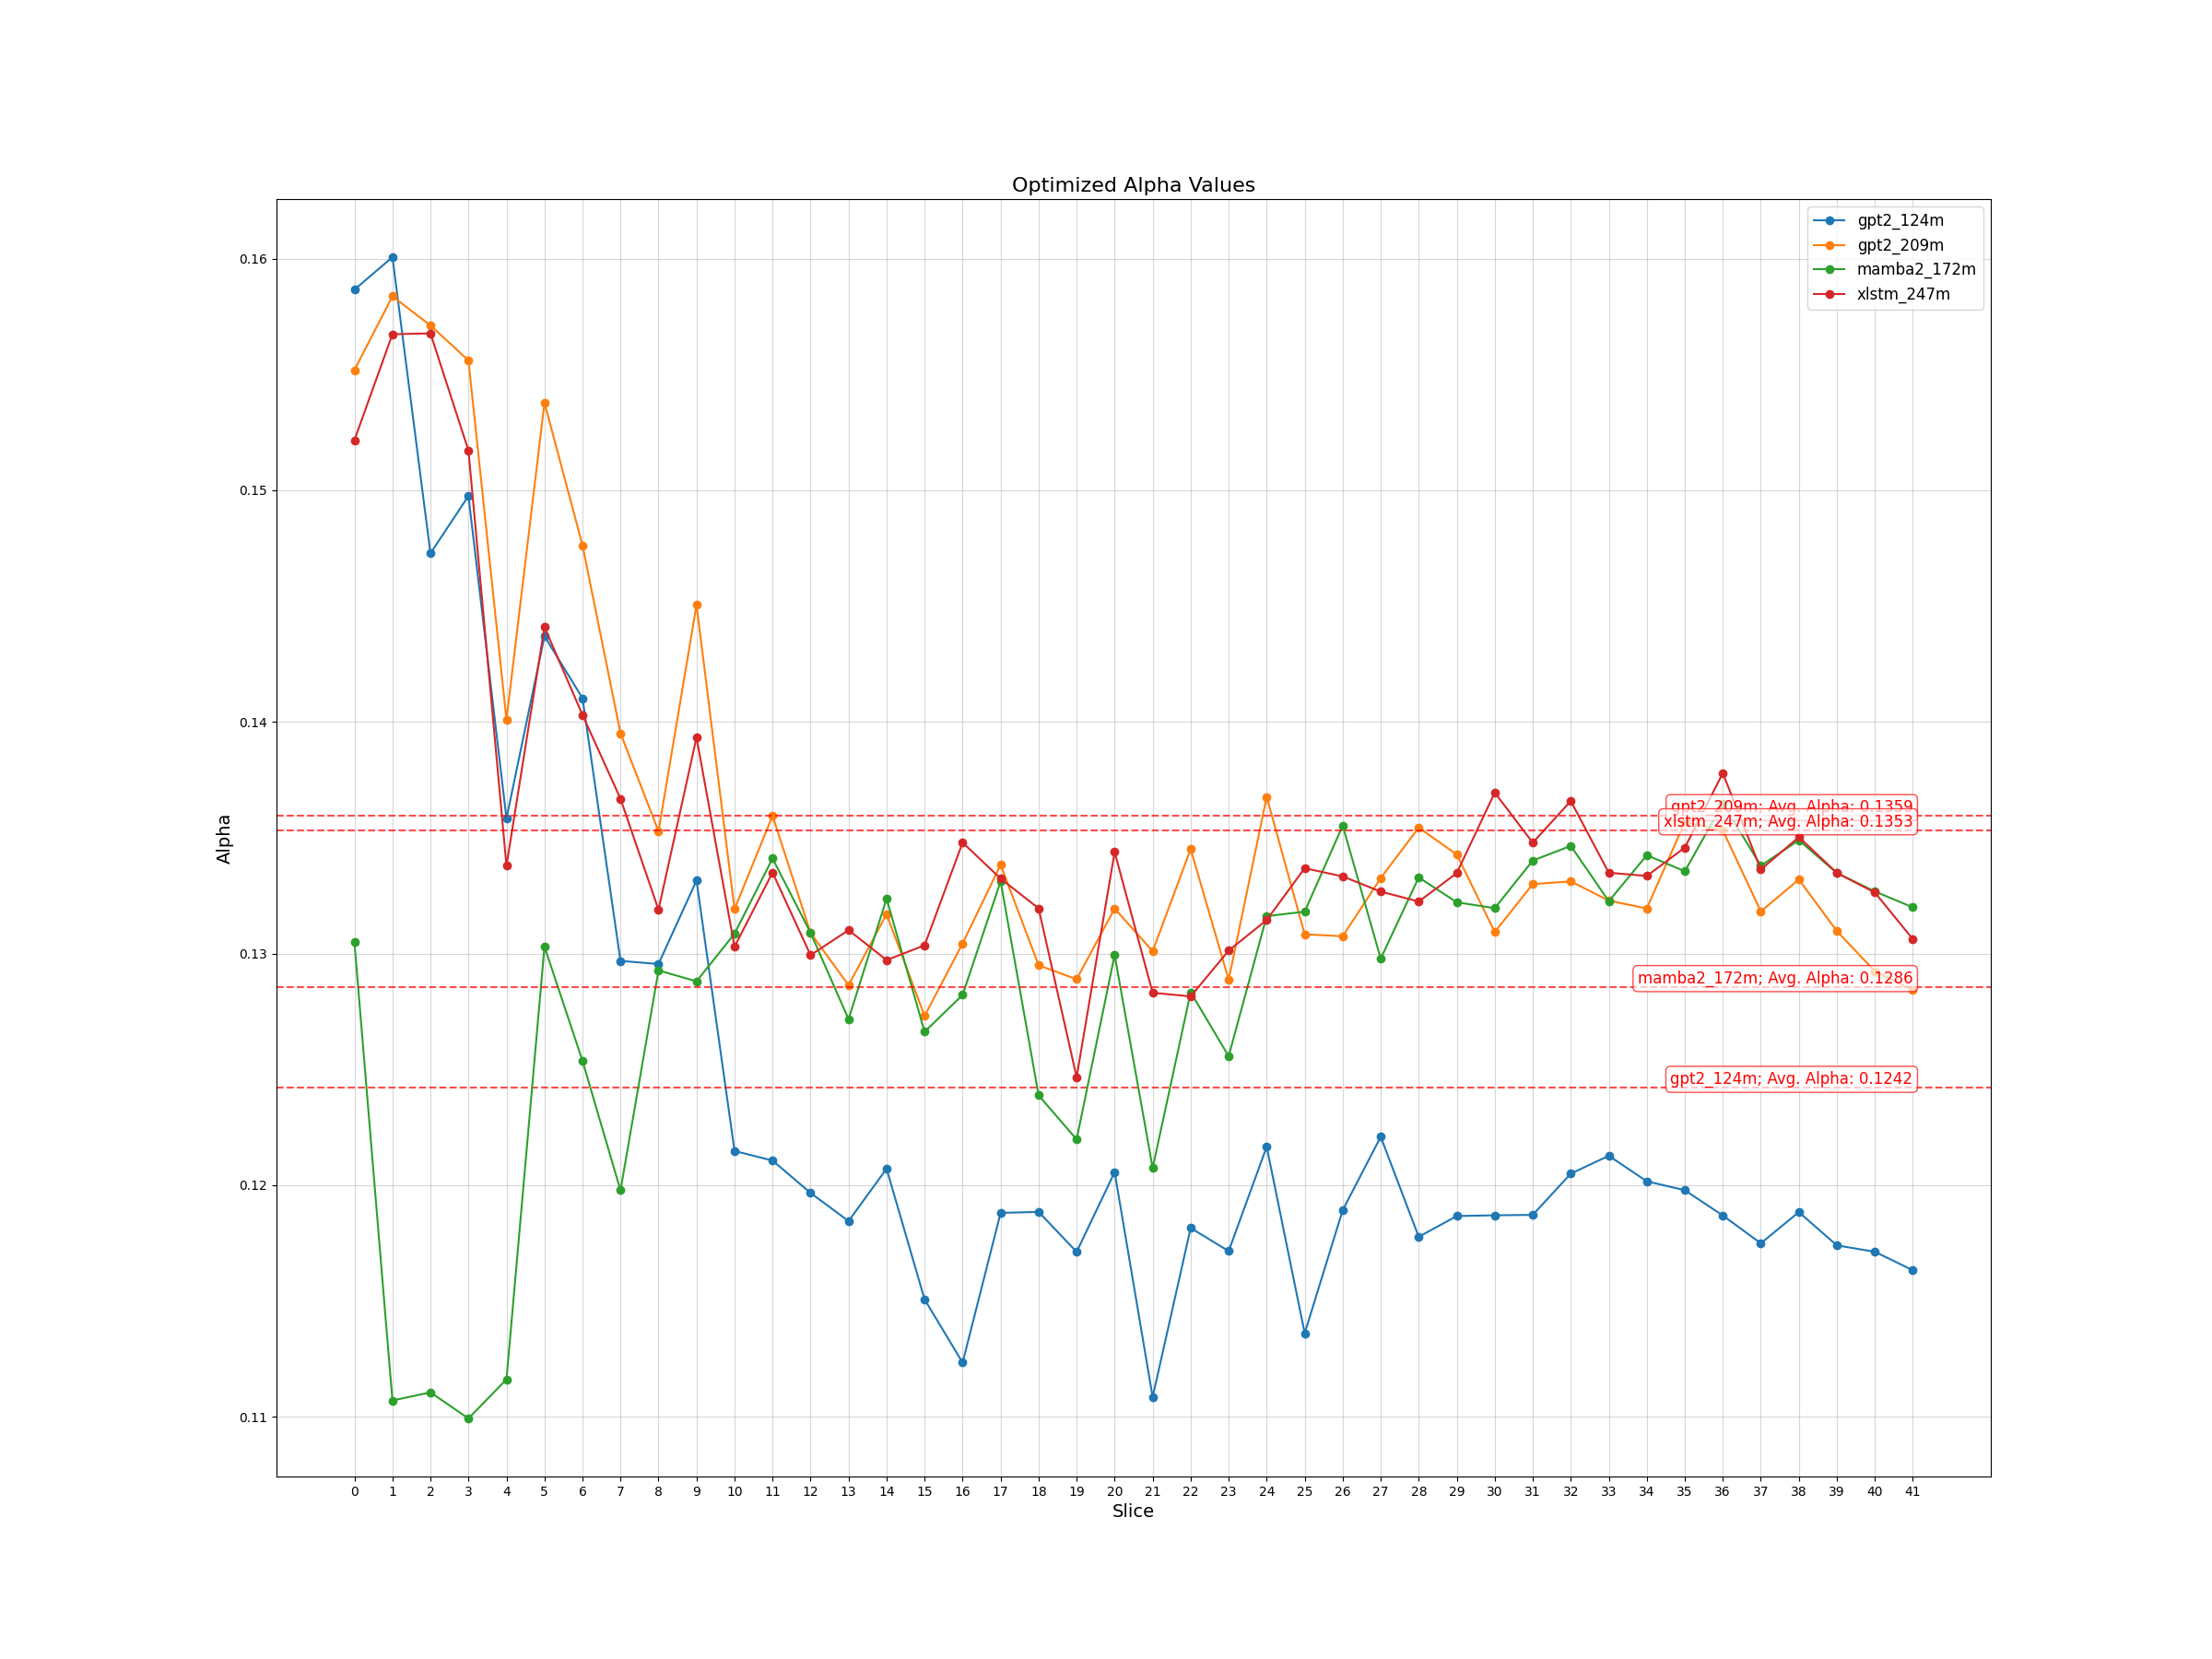 Optimized Alpha Values
gpt2_124m
gpt2_209m
mamba2_172m
xlstm_247m
0.16
0.15
0.14
0.13
0.12
0.11
Alpha
gpt2_209m; Avg. Alpha: 0.1359
xlstm_247m; Avg. Alpha: 0.1353
mamba2_172m; Avg. Alpha: 0.1286
gpt2_124m; Avg. Alpha: 0.1242
0 1 2 3 4 5 6 7 8 9 10 11 12 13 14 15 16 17 18 19 20 21 22 23 24 25 26 27 28 29 30 31 32 33 34 35 36 37 38 39 40 41
Slice